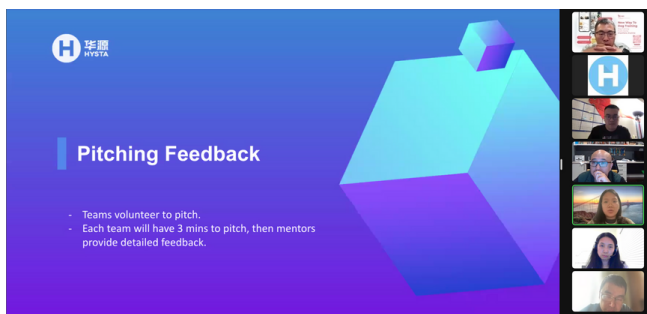 H 华源
HYSTA
Pitching Feedback
- Teams volunteer to pitch.
- Each team will have 3 mins to pitch, then mentors
provide detailed feedback.
H